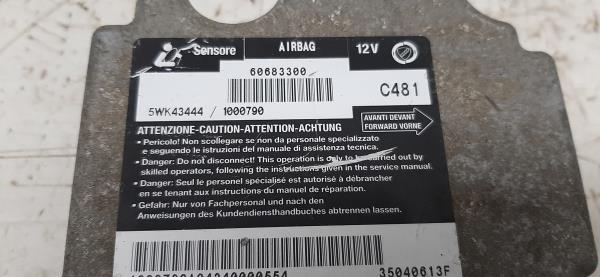 Sensore AIRBAG 12V
60683300
C481
5WK43444 / 1000790
AVANTI DEVANT
FORWARD VORNE
ATTENZIONE-CAUTION-ATTENTION-ACHTUNG
• Pericolo! Non scollegare se non da personale specializzato
e seguendo le istruzioni del manuale di assistenza tecnica.
• Danger: Do not disconnect! This operation is only to be carried out by
skilled operators, following the instructions given in the service manual.
• Danger: Seul le personel spécialisé est autorisé à débrancher
en se tenant aux instructions du manuel de réparation.
• Gefahr: Nur von Fachpersonal und nach den
Anweisungen des Kundendiensthandbuches abtrennen lassen.
35040613F